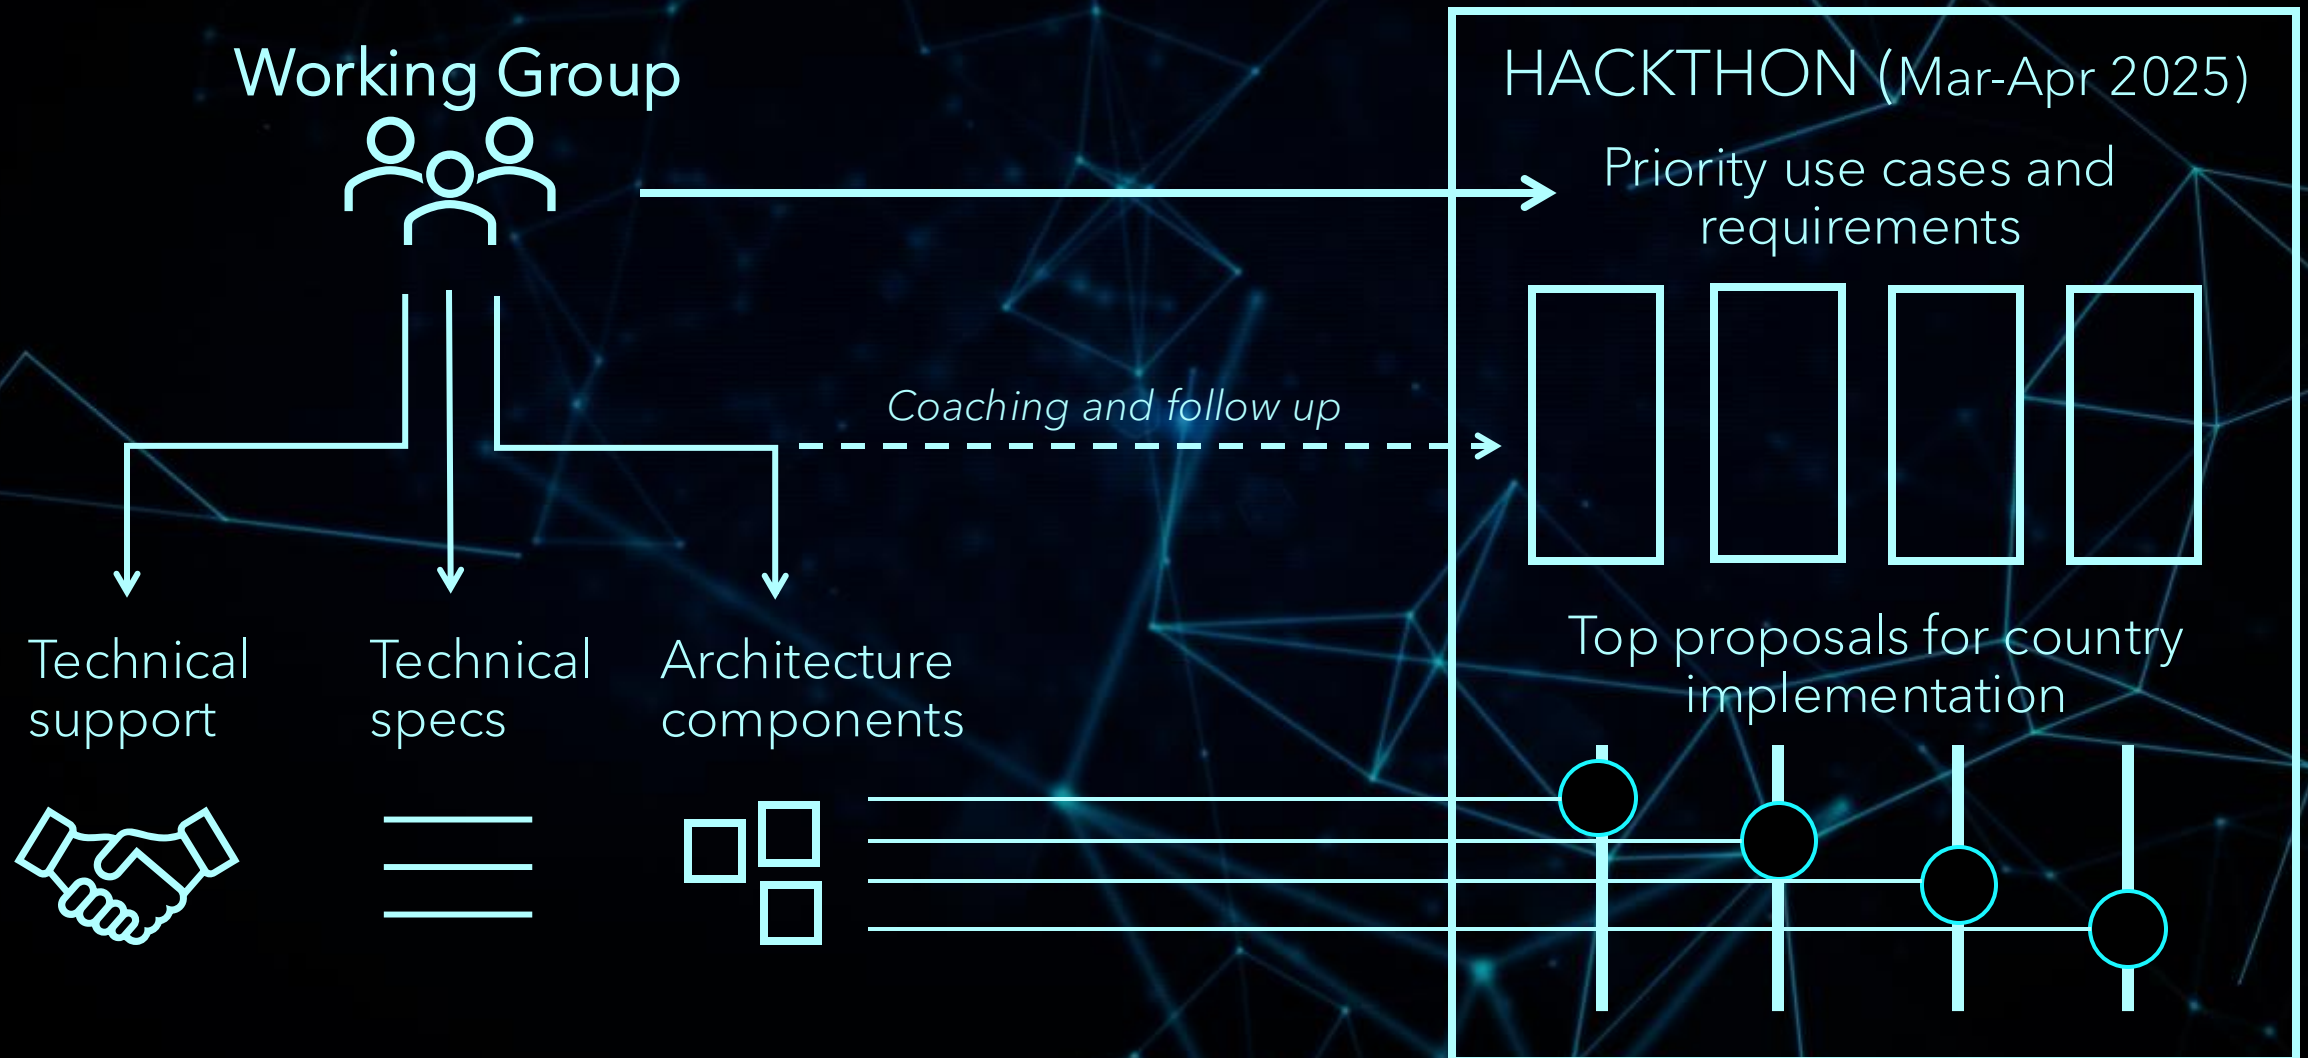 Working Group
HACKTHON (Mar-Apr 2025)
Priority use cases and
requirements
Coaching and follow up
Technical
support
Technical
specs
Architecture
components
Top proposals for country
implementation